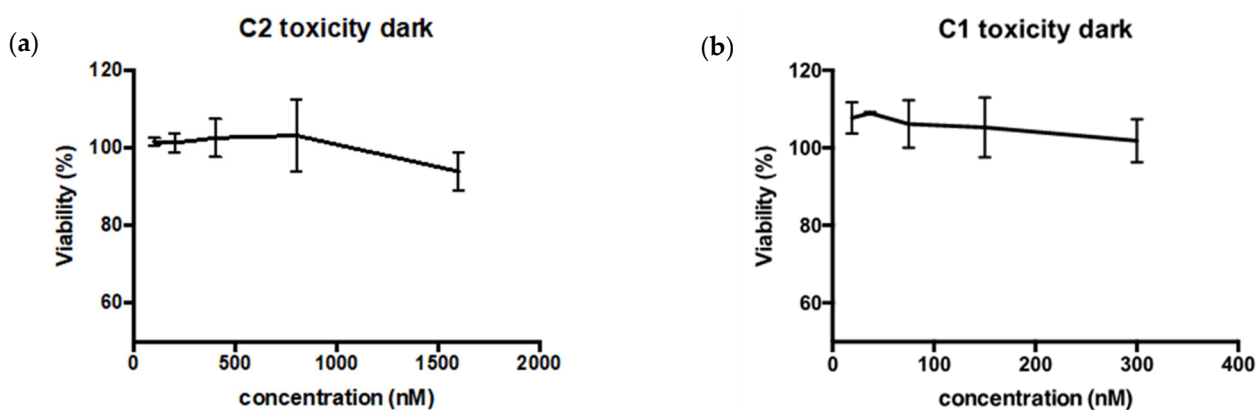 (a)
C2 toxicity dark
120
100
80
60
Viability (%)
0 500 1000 1500 2000
concentration (nM)
(b)
C1 toxicity dark
120
100
80
60
Viability (%)
0 100 200 300 400
concentration (nM)